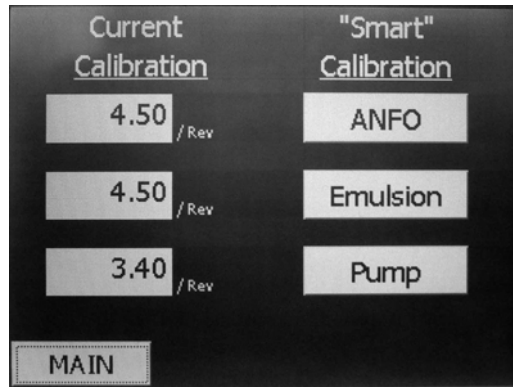 Current "Smart"
Calibration Calibration
4.50 /Rev ANFO
4.50 /Rev Emulsion
3.40 /Rev Pump
MAIN